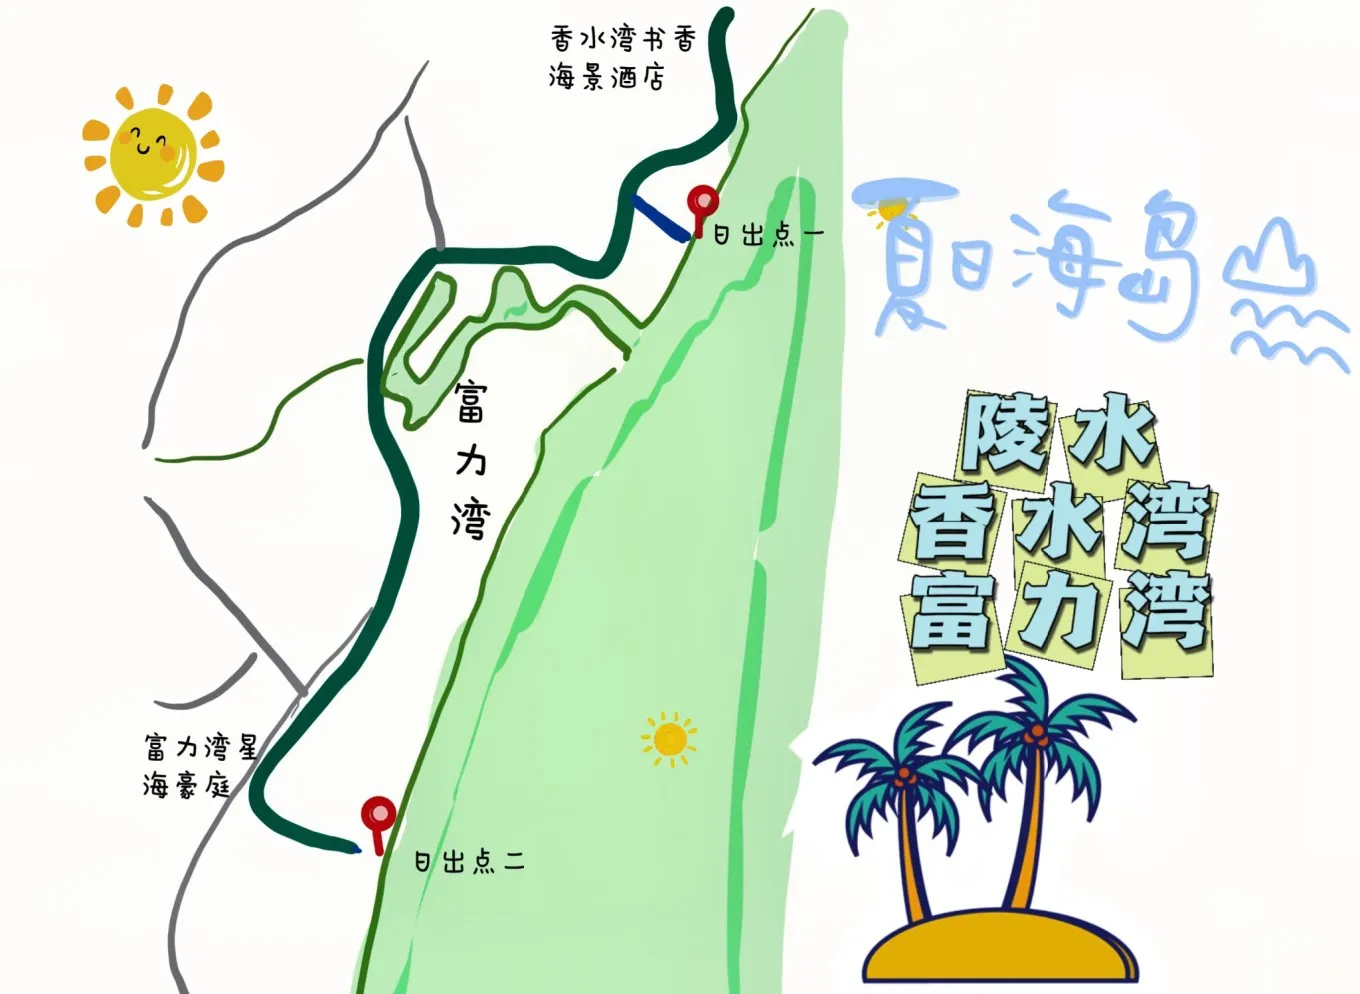 香水湾书香
海景酒店
日出点一
夏日海岛
富力湾
陵水
香水湾
富力湾
富力湾星
海豪庭
日出点二